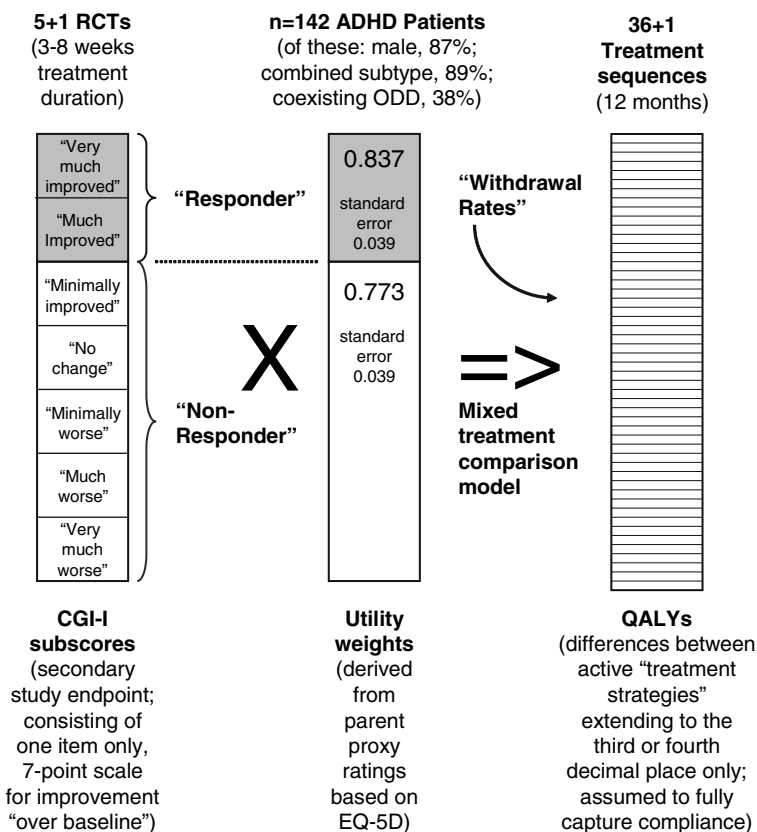 5+1 RCTs
(3-8 weeks
treatment
duration)
n=142 ADHD Patients
(of these: male, 87%;
combined subtype, 89%;
coexisting ODD, 38%)
36+1
Treatment
sequences
(12 months)
“Very
much
improved”
“Much
Improved”
“Minimally
improved”
“No
change”
“Minimally
worse”
“Much
worse”
“Very
much
worse”
“Responder”
“Non-
Responder”
X
0.837
standard
error
0.039
0.773
standard
error
0.039
“Withdrawal
Rates”
=>
Mixed
treatment
comparison
model
CGI-I
subscores
(secondary
study endpoint;
consisting of
one item only,
7-point scale
for improvement
“over baseline”)
Utility
weights
(derived
from
parent
proxy
ratings
based on
EQ-5D)
QALYs
(differences between
active “treatment
strategies”
extending to the
third or fourth
decimal place only;
assumed to fully
capture compliance)